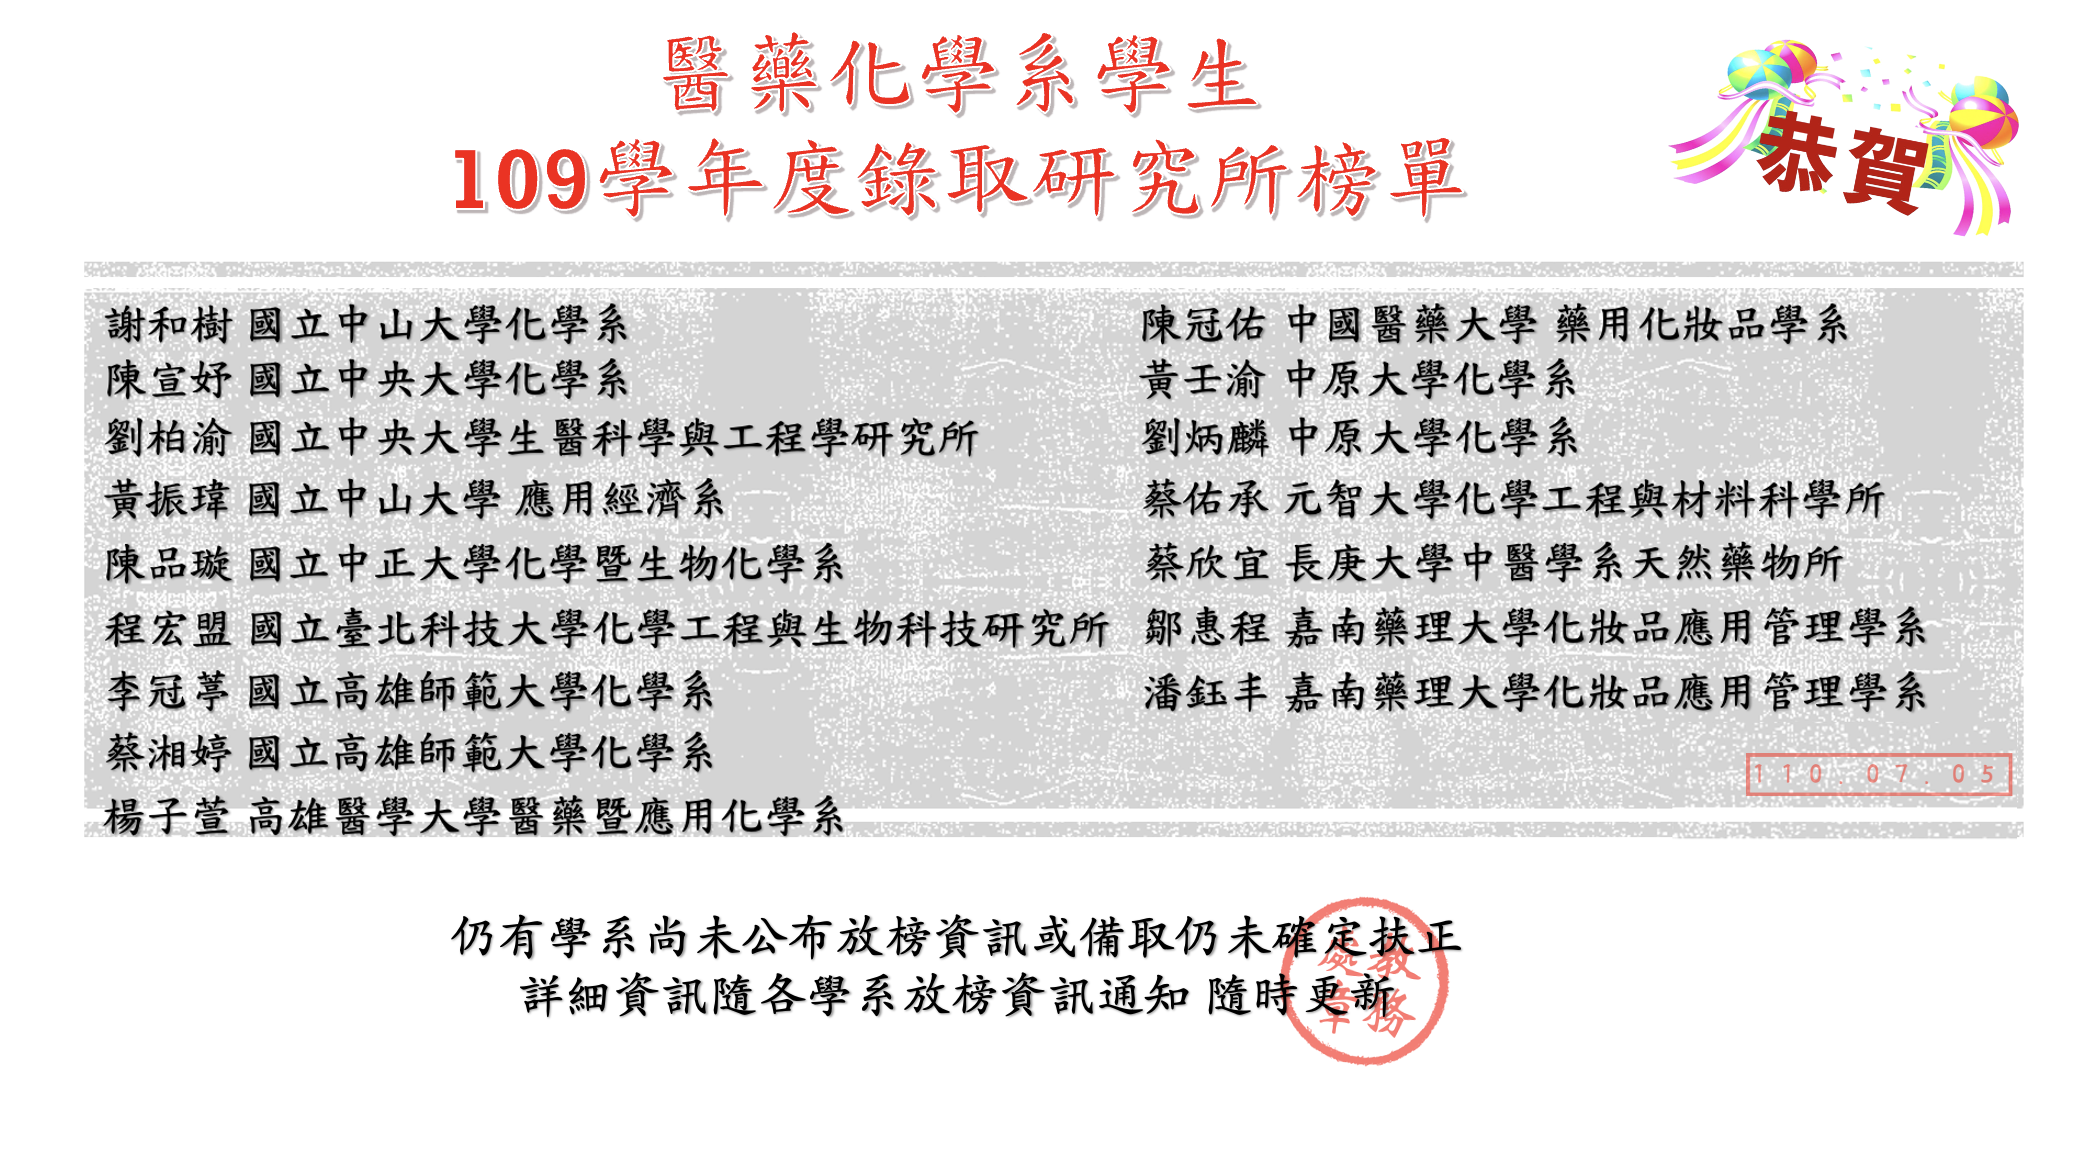 醫藥化學系學生
109學年度錄取研究所榜單
恭賀
謝和樹 國立中山大學化學系
陳宣妤 國立中央大學化學系
劉柏渝 國立中央大學生醫科學與工程學研究所
黃振瑋 國立中山大學 應用經濟系
陳品璇 國立中正大學化學暨生物化學系
程宏盟 國立臺北科技大學化學工程與生物科技研究所
李冠葶 國立高雄師範大學化學系
蔡湘婷 國立高雄師範大學化學系
楊子萱 高雄醫學大學醫藥暨應用化學系
陳冠佑 中國醫藥大學 藥用化妝品學系
黃壬渝 中原大學化學系
劉炳麟 中原大學化學系
蔡佑承 元智大學化學工程與材料科學所
蔡欣宜 長庚大學中醫學系天然藥物所
鄒惠程 嘉南藥理大學化妝品應用管理學系
潘鈺丰 嘉南藥理大學化妝品應用管理學系
110.07.05
仍有學系尚未公布放榜資訊或備取仍未確定扶正
詳細資訊隨各學系放榜資訊通知 隨時更新
教務
處章